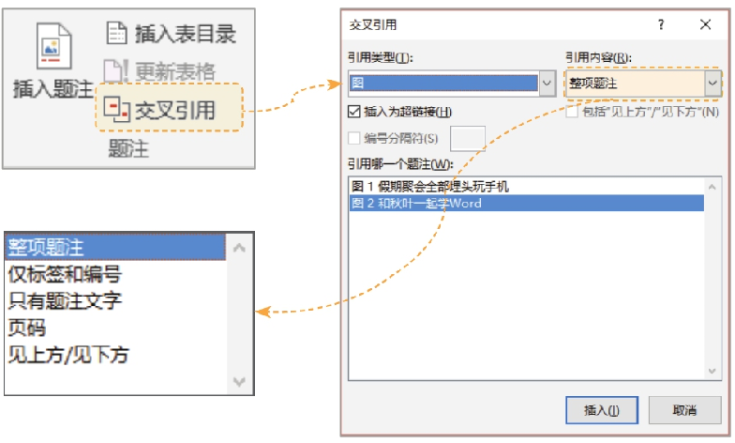 插入题注
插入表目录
更新表格
交叉引用
题注
整项题注
仅标签和编号
只有题注文字
页码
见上方/见下方
交叉引用
?
×
引用类型(T):
引用内容(R):
图
整项题注
插入为超链接(H)
包括"见上方"/"见下方"(N)
编号分隔符(S)
引用哪一个题注(W):
图 1 假期聚会全部埋头玩手机
图 2 和秋叶一起学Word
插入(I)
取消